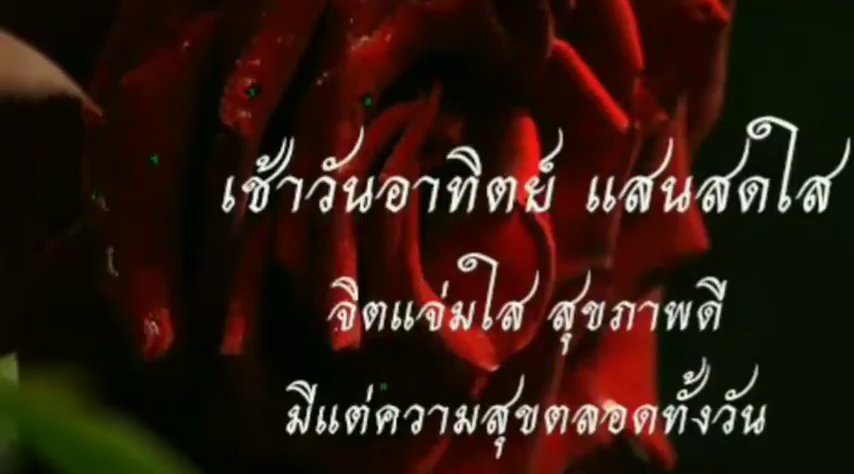 เช้าวันอาทิตย์ แสนสดใส
จิตแจ่มใส สุขภาพดี
มีแต่ความสุขตลอดทั้งวัน